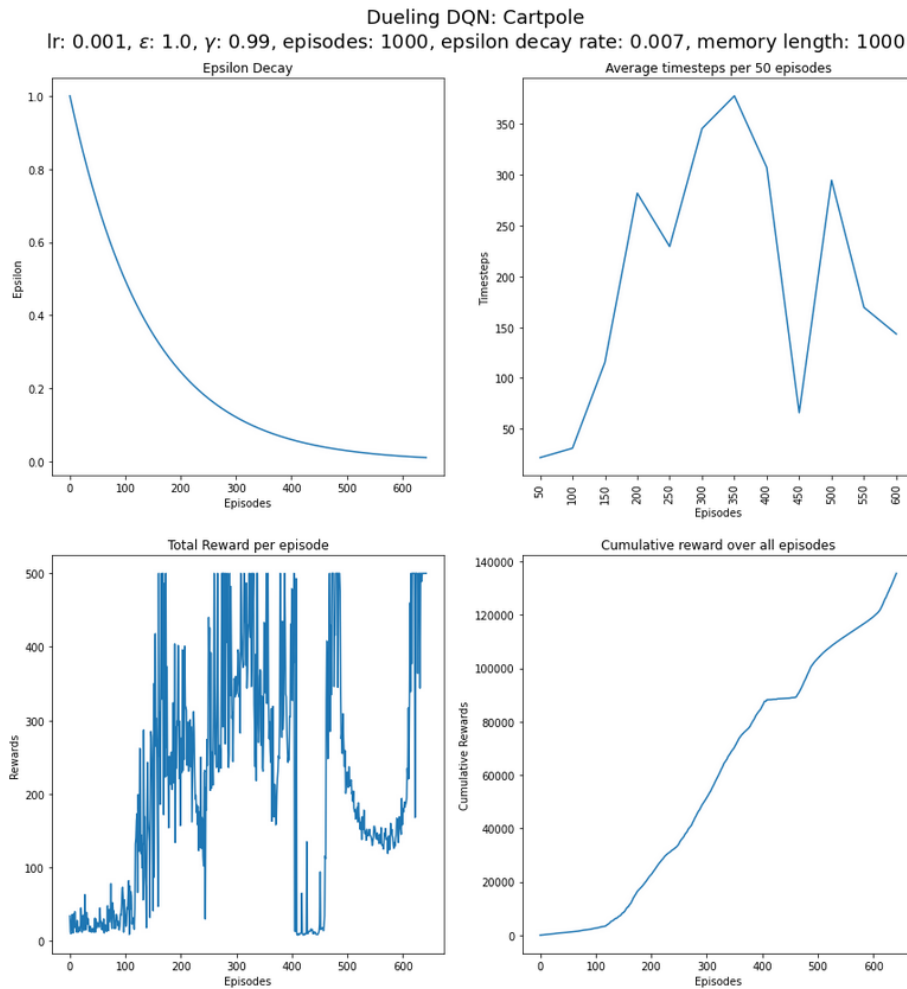 Dueling DQN: Cartpole
lr: 0.001, ε: 1.0, γ: 0.99, episodes: 1000, epsilon decay rate: 0.007, memory length: 1000
Epsilon Decay
1.0
0.8
0.6
0.4
0.2
0.0
Epsilon
0 100 200 300 400 500 600
Episodes
Average timesteps per 50 episodes
350
300
250
200
150
100
50
Timesteps
50 100 150 200 250 300 350 400 450 500 550 600
Episodes
Total Reward per episode
500
400
300
200
100
0
Rewards
0 100 200 300 400 500 600
Episodes
Cumulative reward over all episodes
140000
120000
100000
80000
60000
40000
20000
0
Cumulative Rewards
0 100 200 300 400 500 600
Episodes